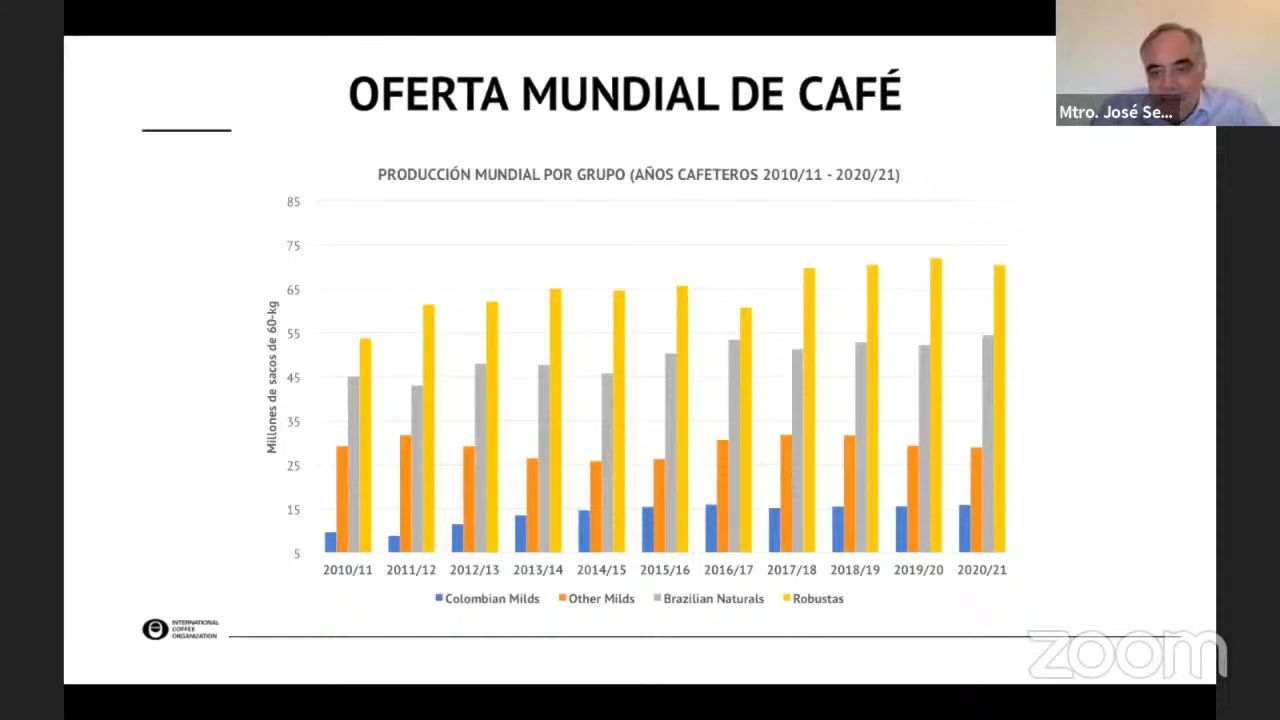 OFERTA MUNDIAL DE CAFÉ
Mtro. José Se...
PRODUCCIÓN MUNDIAL POR GRUPO (AÑOS CAFETEROS 2010/11 - 2020/21)
Millones de sacos de 60-kg
85
75
65
55
45
35
25
15
5
2010/11 2011/12 2012/13 2013/14 2014/15 2015/16 2016/17 2017/18 2018/19 2019/20 2020/21
Colombian Milds Other Milds Brazilian Naturals Robustas
INTERNATIONAL
COFFEE
ORGANIZATION
zoom